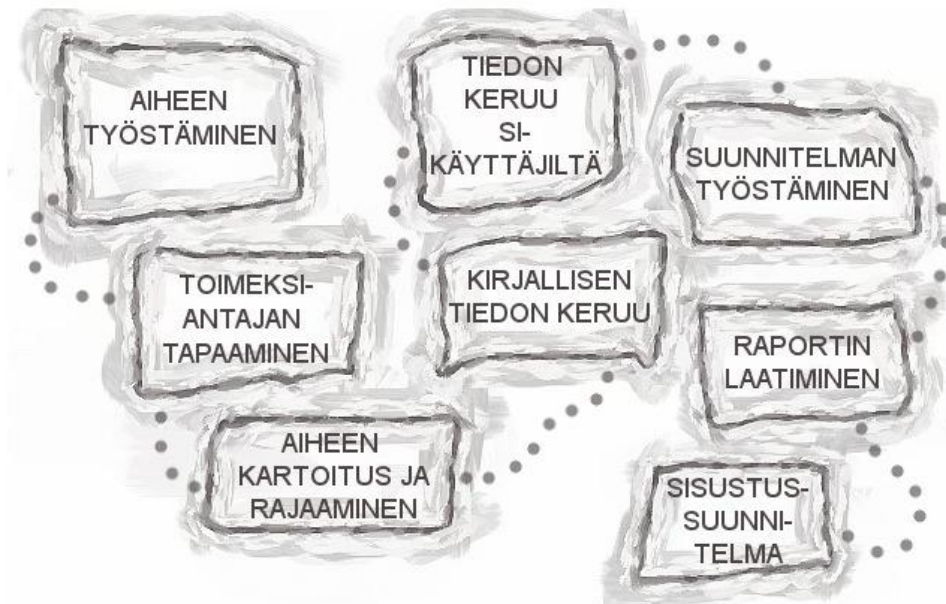 AIHEEN
TYÖSTÄMINEN
TOIMEKSI-
ANTAJAN
TAPAAMINEN
AIHEEN
KARTOITUS JA
RAJAAMINEN
KIRJALLISEN
TIEDON KERUU
TIEDON
KERUU
SI-
KÄYTTÄJILTÄ
SUUNNITELMAN
TYÖSTÄMINEN
RAPORTIN
LAATIMINEN
SISUSTUS-
SUUNNI-
TELMA